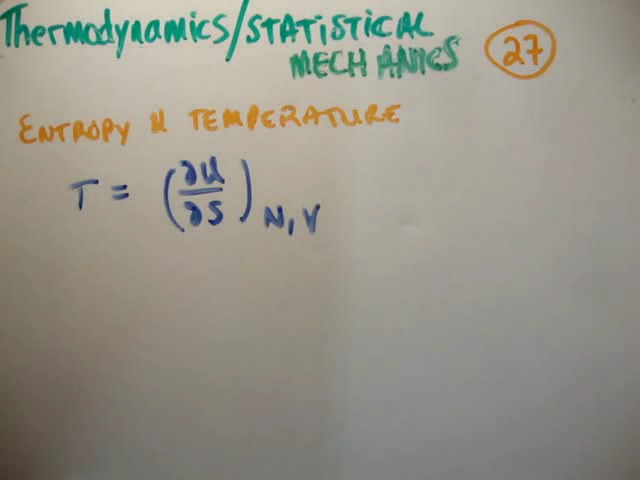 Thermodynamics/STATISTICAL
MECHANICS 27
ENTROPY & TEMPERATURE
T = (∂U/∂S)N,V